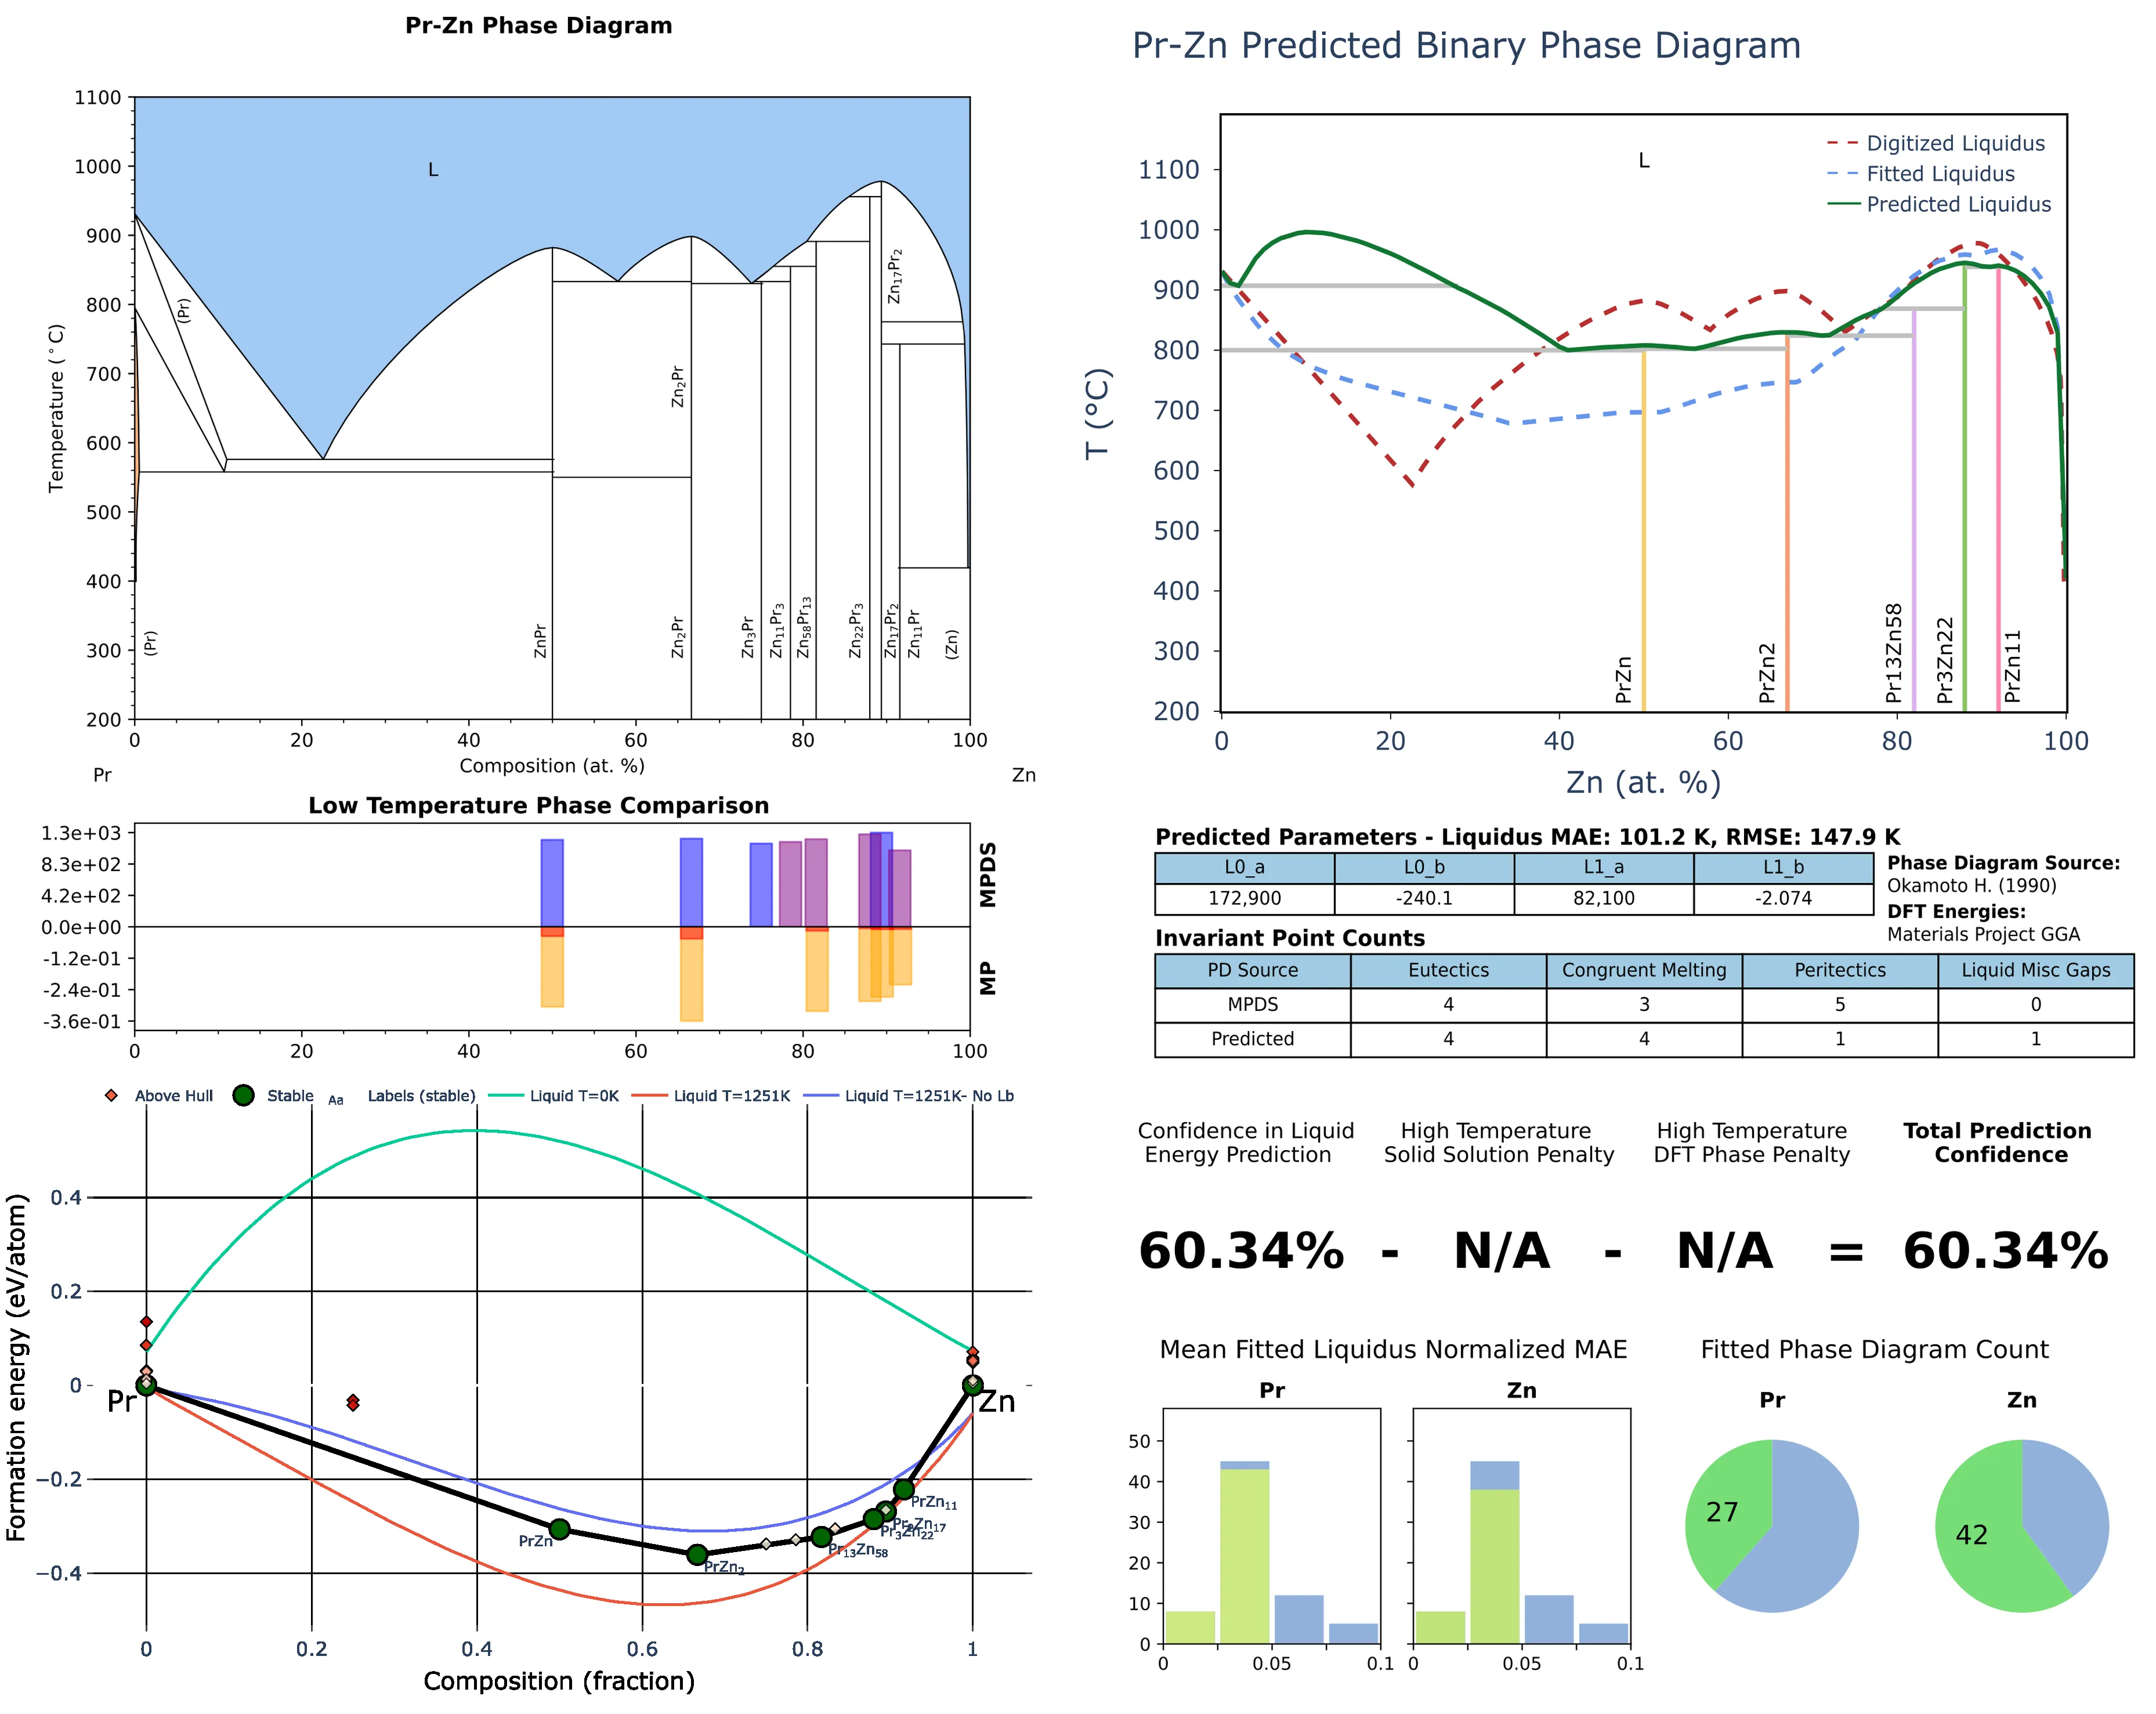 Pr-Zn Phase Diagram
1100
1000
900
800
700
600
500
400
300
200
Temperature (°C)
L
(Pr)
(Pr)
ZnPr
Zn2Pr
Zn2Pr
Zn3Pr
Zn11Pr3
Zn58Pr13
Zn22Pr3
Zn17Pr2
Zn17Pr2
Zn11Pr
(Zn)
0 20 40 60 80 100
Composition (at. %)
Pr
Zn
Low Temperature Phase Comparison
1.3e+03
8.3e+02
4.2e+02
0.0e+00
-1.2e-01
-2.4e-01
-3.6e-01
MPDS
MP
0 20 40 60 80 100
Above Hull
Stable
Aa
Labels (stable)
Liquid T=0K
Liquid T=1251K
Liquid T=1251K- No Lb
Formation energy (eV/atom)
0.4
0.2
0
−0.2
−0.4
Pr
Zn
PrZn
PrZn2
Pr13Zn58
Pr3Zn22
Pr2Zn17
PrZn11
0 0.2 0.4 0.6 0.8 1
Composition (fraction)
Pr-Zn Predicted Binary Phase Diagram
1100
1000
900
800
700
600
500
400
300
200
T (°C)
L
Digitized Liquidus
Fitted Liquidus
Predicted Liquidus
PrZn
PrZn2
Pr13Zn58
Pr3Zn22
PrZn11
0 20 40 60 80 100
Zn (at. %)
Predicted Parameters - Liquidus MAE: 101.2 K, RMSE: 147.9 K
L0_a L0_b L1_a L1_b
172,900 -240.1 82,100 -2.074
Phase Diagram Source:
Okamoto H. (1990)
DFT Energies:
Materials Project GGA
Invariant Point Counts
PD Source Eutectics Congruent Melting Peritectics Liquid Misc Gaps
MPDS 4 3 5 0
Predicted 4 4 1 1
Confidence in Liquid
Energy Prediction
High Temperature
Solid Solution Penalty
High Temperature
DFT Phase Penalty
Total Prediction
Confidence
60.34% - N/A - N/A = 60.34%
Mean Fitted Liquidus Normalized MAE
Pr
Zn
50
40
30
20
10
0
0 0.05 0.1
0 0.05 0.1
Fitted Phase Diagram Count
Pr
Zn
27
42